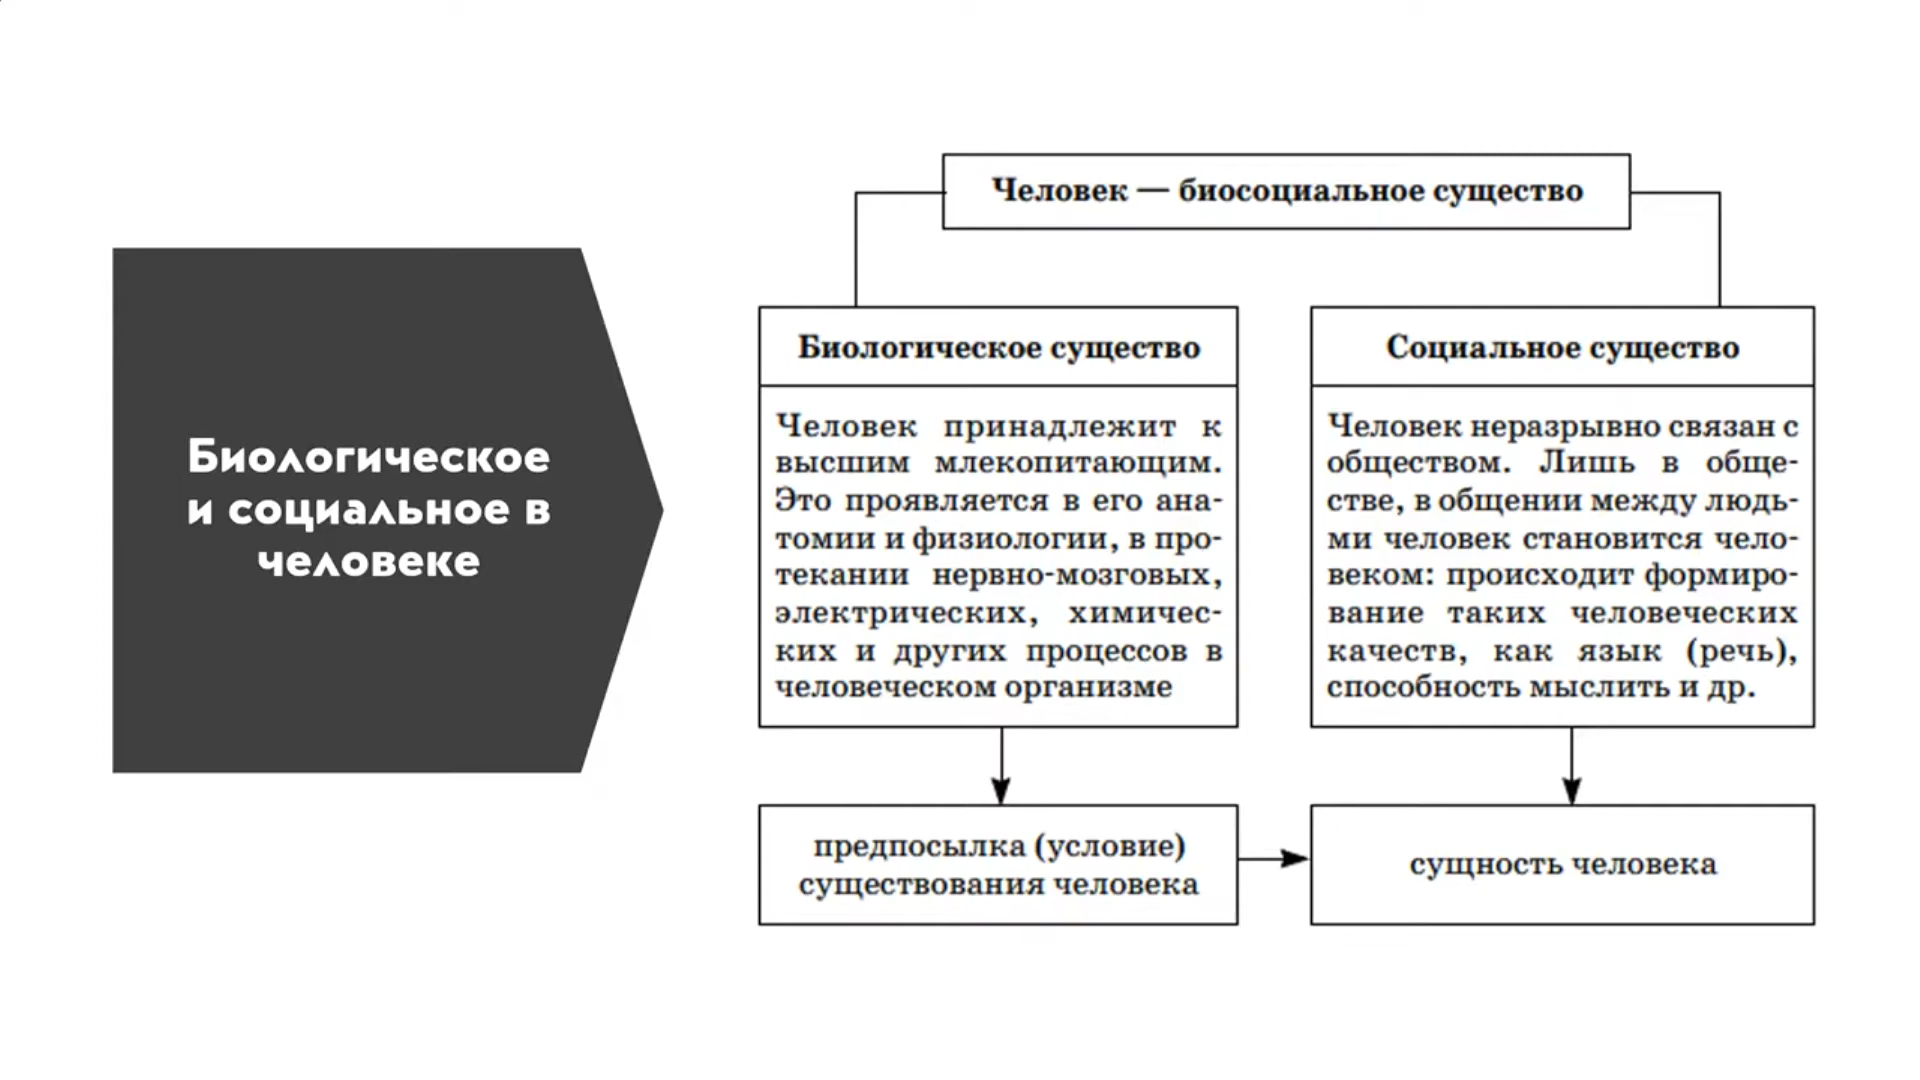 Биологическое
и социальное в
человеке
Человек — биосоциальное существо
Биологическое существо
Человек принадлежит к
высшим млекопитающим.
Это проявляется в его ана-
томии и физиологии, в про-
текании нервно-мозговых,
электрических, химичес-
ких и других процессов в
человеческом организме
Социальное существо
Человек неразрывно связан с
обществом. Лишь в обще-
стве, в общении между людь-
ми человек становится чело-
веком: происходит формиро-
вание таких человеческих
качеств, как язык (речь),
способность мыслить и др.
предпосылка (условие)
существования человека
сущность человека